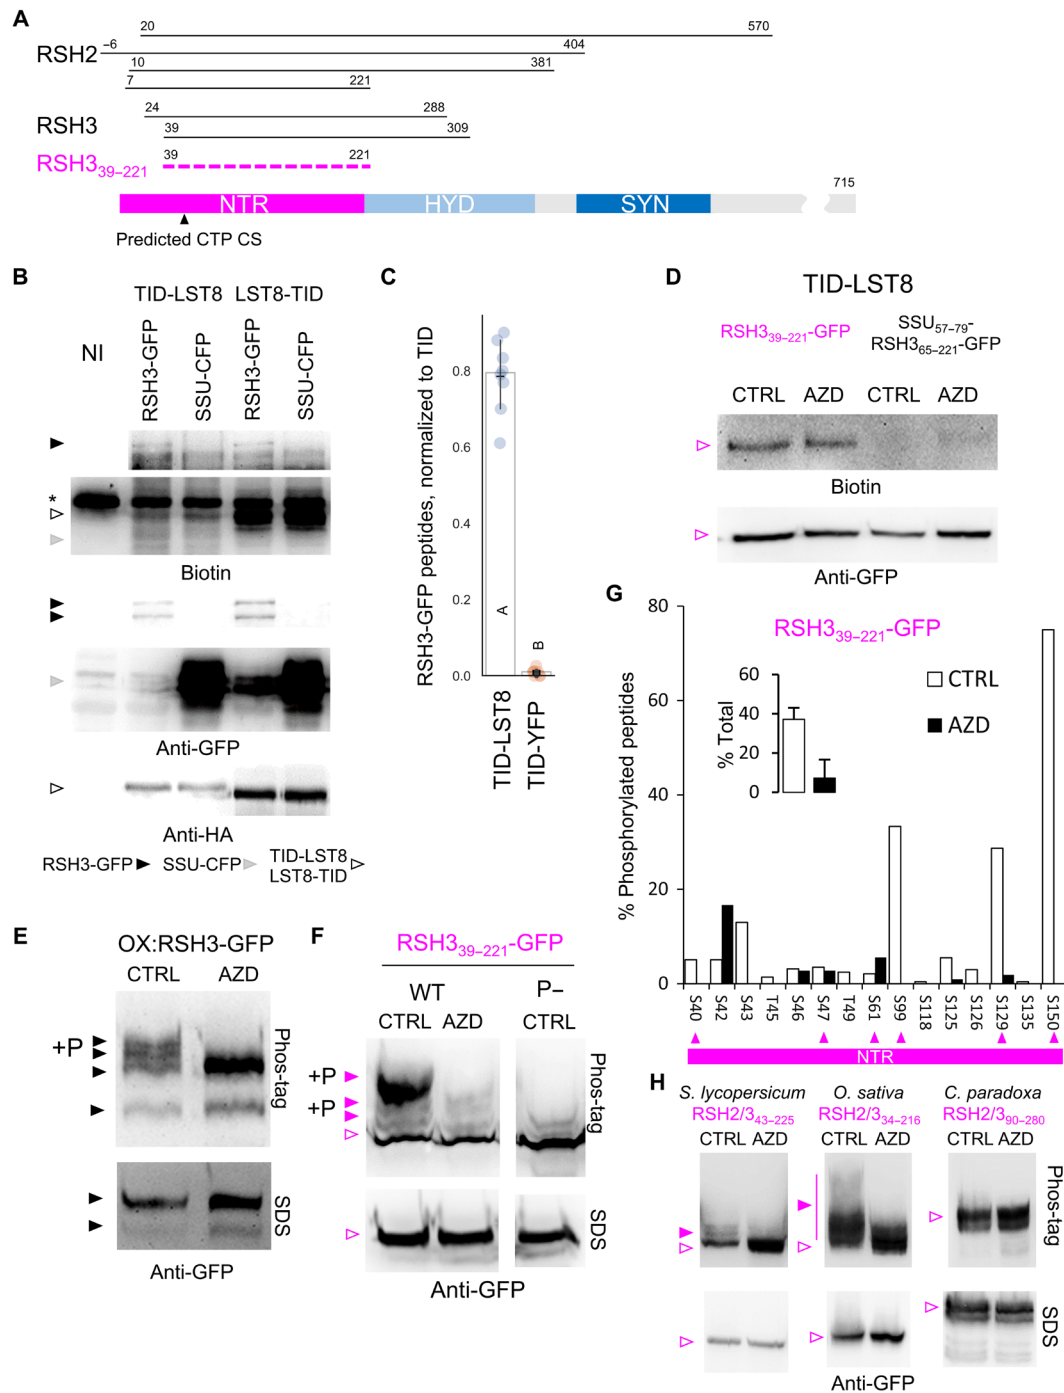 A
20 570
–6 404
RSH2
10 381
7 221
24 288
RSH3
39 309
RSH339–221
39 221
715
NTR HYD SYN
Predicted CTP CS
B
TID-LST8 LST8-TID
NI
RSH3-GFP
SSU-CFP
RSH3-GFP
SSU-CFP
*
Biotin
Anti-GFP
Anti-HA
RSH3-GFP SSU-CFP TID-LST8
LST8-TID
C
RSH3-GFP peptides, normalized to TID
0.8
0.6
0.4
0.2
0.0
A
B
TID-LST8
TID-YFP
D
TID-LST8
RSH339–221-GFP
SSU57–79-
RSH365–221-GFP
CTRL AZD CTRL AZD
Biotin
Anti-GFP
E
OX:RSH3-GFP
CTRL AZD
+P
Phos-tag
SDS
Anti-GFP
F
RSH339–221-GFP
WT P–
CTRL AZD CTRL
+P
+P
Phos-tag
SDS
Anti-GFP
G
% Phosphorylated peptides
80
60
40
20
0
RSH339–221-GFP
% Total
60
40
20
0
CTRL
AZD
S40
S42
S43
T45
S46
S47
T49
S61
S99
S118
S125
S126
S129
S135
S150
NTR
H
S. lycopersicum O. sativa C. paradoxa
RSH2/343–225 RSH2/334–216 RSH2/390–280
CTRL AZD CTRL AZD CTRL AZD
Phos-tag
SDS
Anti-GFP